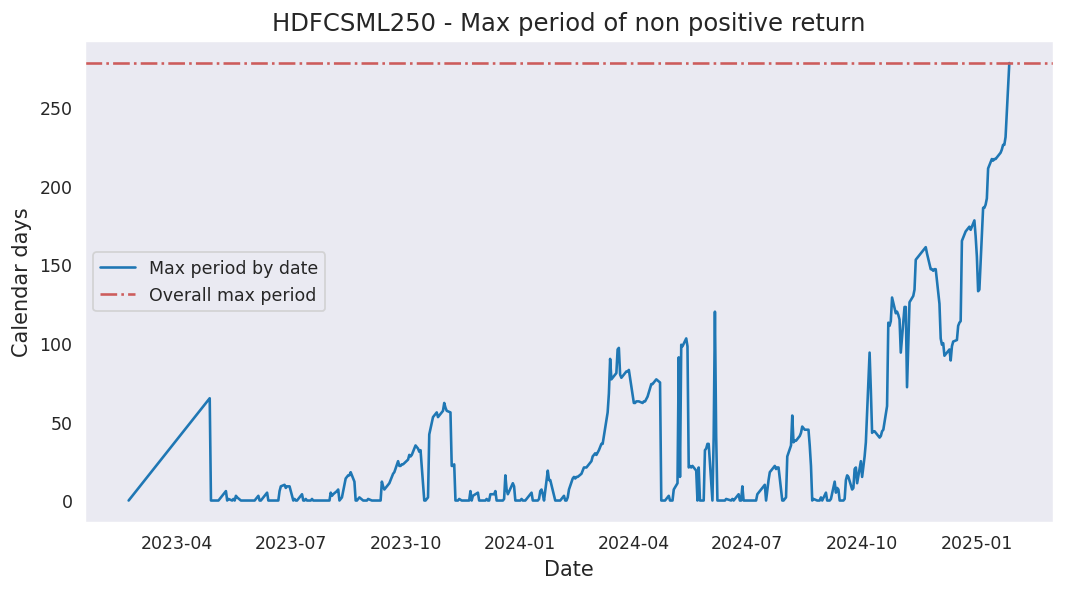 HDFCSML250 - Max period of non positive return
Calendar days
250
200
150
100
50
0
Max period by date
Overall max period
2023-04 2023-07 2023-10 2024-01 2024-04 2024-07 2024-10 2025-01
Date